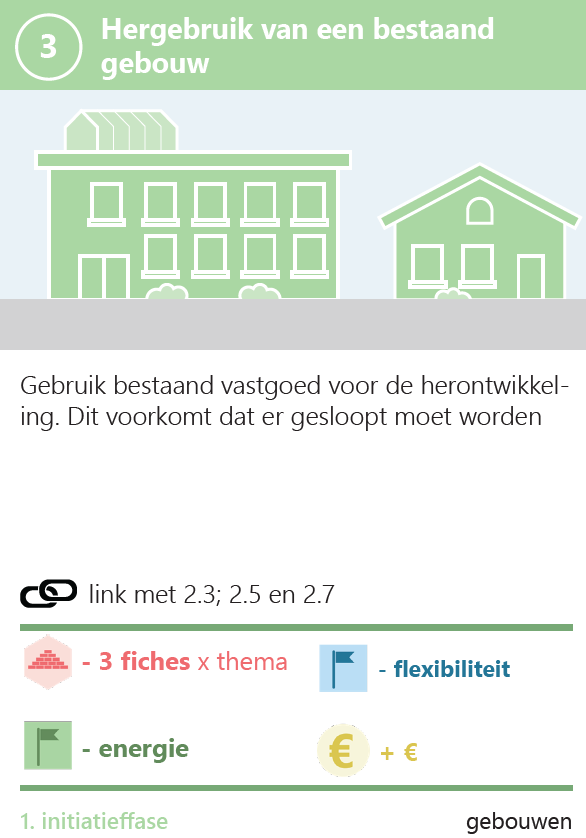 3
Hergebruik van een bestaand
gebouw
Gebruik bestaand vastgoed voor de herontwikkel-
ing. Dit voorkomt dat er gesloopt moet worden
link met 2.3; 2.5 en 2.7
- 3 fiches x thema
- flexibiliteit
- energie
€ + €
1. initiatieffase
gebouwen